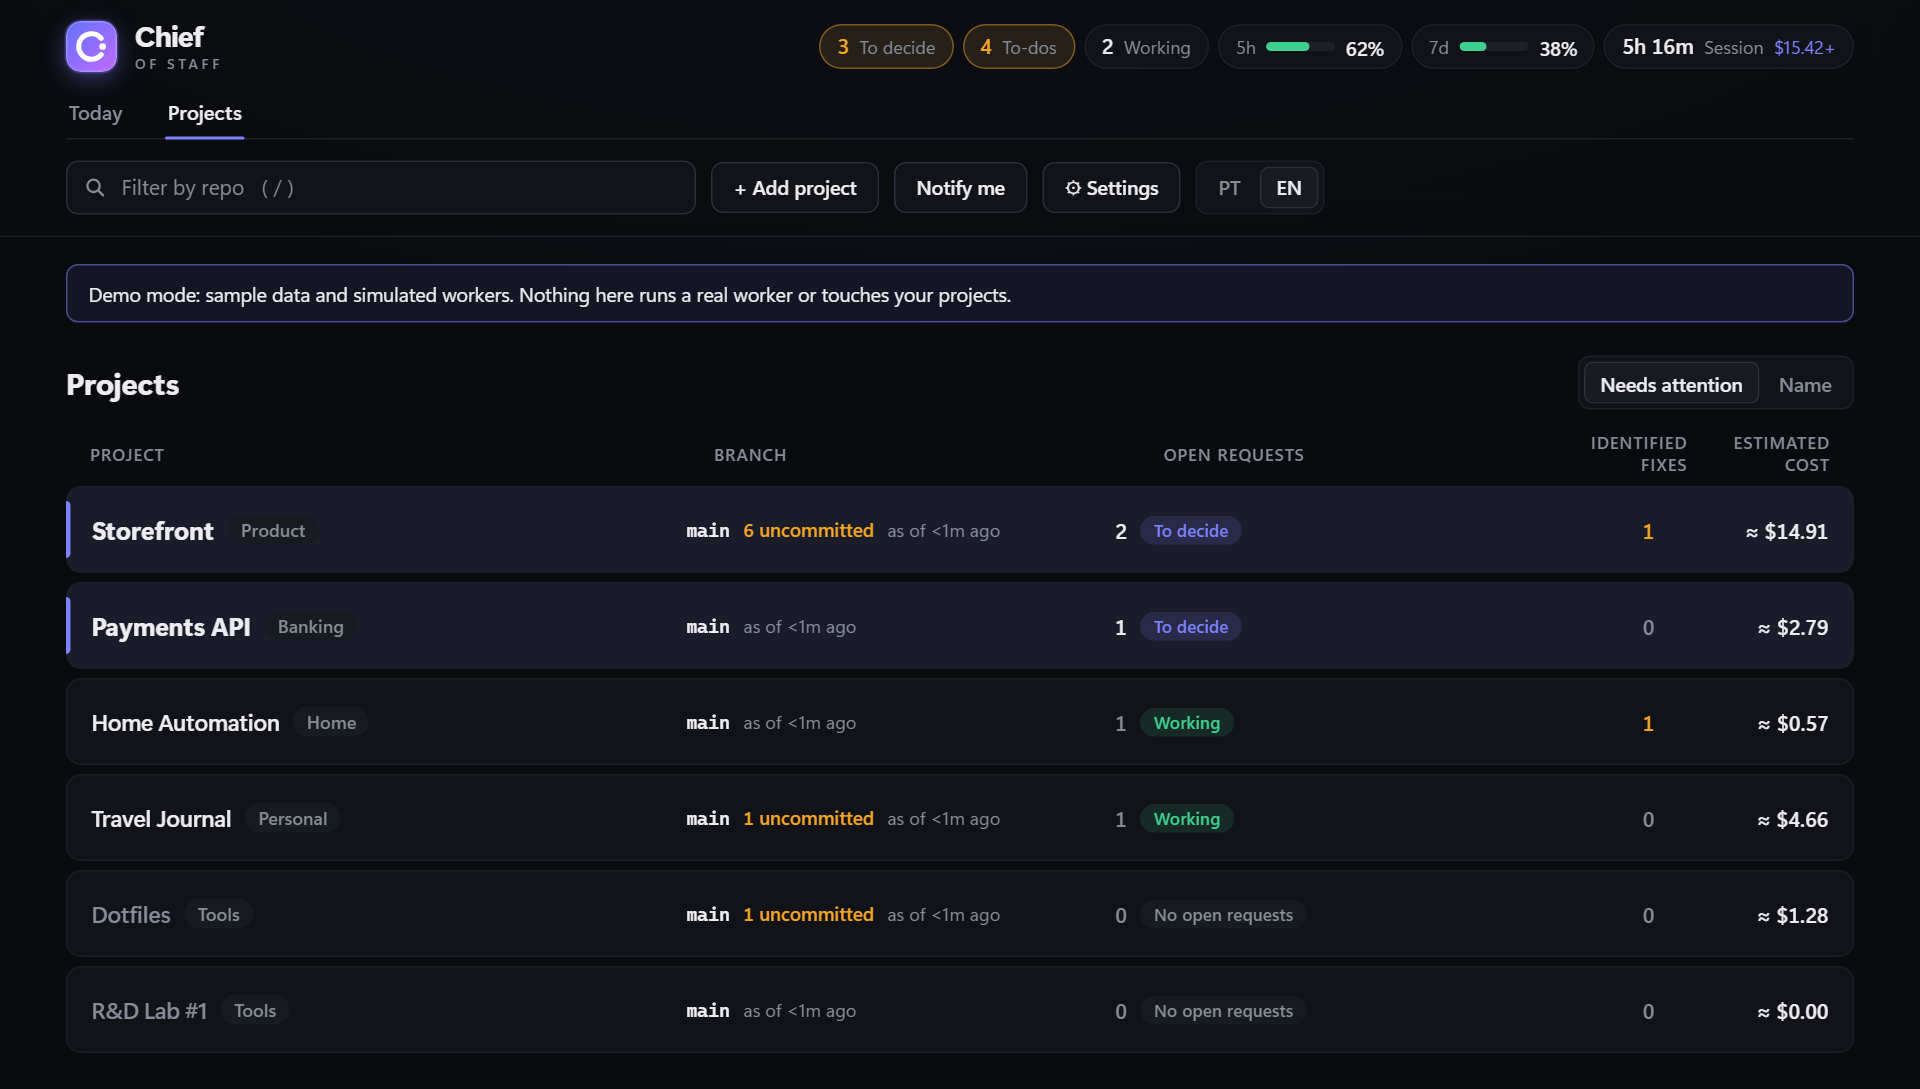 Chief
OF STAFF
3 To decide
4 To-dos
2 Working
5h 62%
7d 38%
5h 16m Session $15.42+
Today Projects
Filter by repo ( / )
+ Add project
Notify me
⚙ Settings
PT EN
Demo mode: sample data and simulated workers. Nothing here runs a real worker or touches your projects.
Projects
Needs attention Name
PROJECT BRANCH OPEN REQUESTS IDENTIFIED FIXES ESTIMATED COST
Storefront Product main 6 uncommitted as of <1m ago 2 To decide 1 ≈ $14.91
Payments API Banking main as of <1m ago 1 To decide 0 ≈ $2.79
Home Automation Home main as of <1m ago 1 Working 1 ≈ $0.57
Travel Journal Personal main 1 uncommitted as of <1m ago 1 Working 0 ≈ $4.66
Dotfiles Tools main 1 uncommitted as of <1m ago 0 No open requests 0 ≈ $1.28
R&D Lab #1 Tools main as of <1m ago 0 No open requests 0 ≈ $0.00